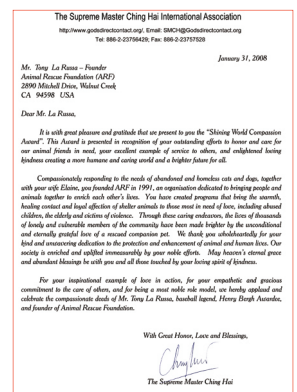 The Supreme Master Ching Hai International Association
http://www.godsdirectcontact.org/, Email: SMCH@Godsdirectcontact.org
Tel: 886-2-23756429; Fax: 886-2-23757528
January 31, 2008
Mr. Tony La Russa – Founder
Animal Rescue Foundation (ARF)
2890 Mitchell Drive, Walnut Creek
CA 94598 USA
Dear Mr. La Russa,
It is with great pleasure and gratitude that we present to you the "Shining World Compassion
Award". This Award is presented in recognition of your outstanding efforts to honor and care for
our animal friends in need, your excellent example of service to others, and enlightened loving
kindness creating a more humane and caring world and a brighter future for all.
Compassionately responding to the needs of abandoned and homeless cats and dogs, together
with your wife Elaine, you founded ARF in 1991, an organisation dedicated to bringing people and
animals together to enrich each other's lives. You have created programs that bring the warmth,
healing contact and loyal affection of shelter animals to those most in need of love, including abused
children, the elderly and victims of violence. Through these caring endeavors, the lives of thousands
of lonely and vulnerable members of the community have been made brighter by the unconditional
and eternally grateful love of a rescued companion pet. We thank you wholeheartedly for your
kind and unwavering dedication to the protection and enhancement of animal and human lives. Our
society is enriched and uplifted immeasurably by your noble efforts. May heaven's eternal grace
and abundant blessings be with you and all those touched by your loving spirit of kindness.
For your inspirational example of love in action, for your empathetic and gracious
commitment to the care of others, and for being a most noble role model, we hereby applaud and
celebrate the compassionate deeds of Mr. Tony La Russa, baseball legend, Henry Bergh Awardee,
and founder of Animal Rescue Foundation.
With Great Honor, Love and Blessings,
The Supreme Master Ching Hai